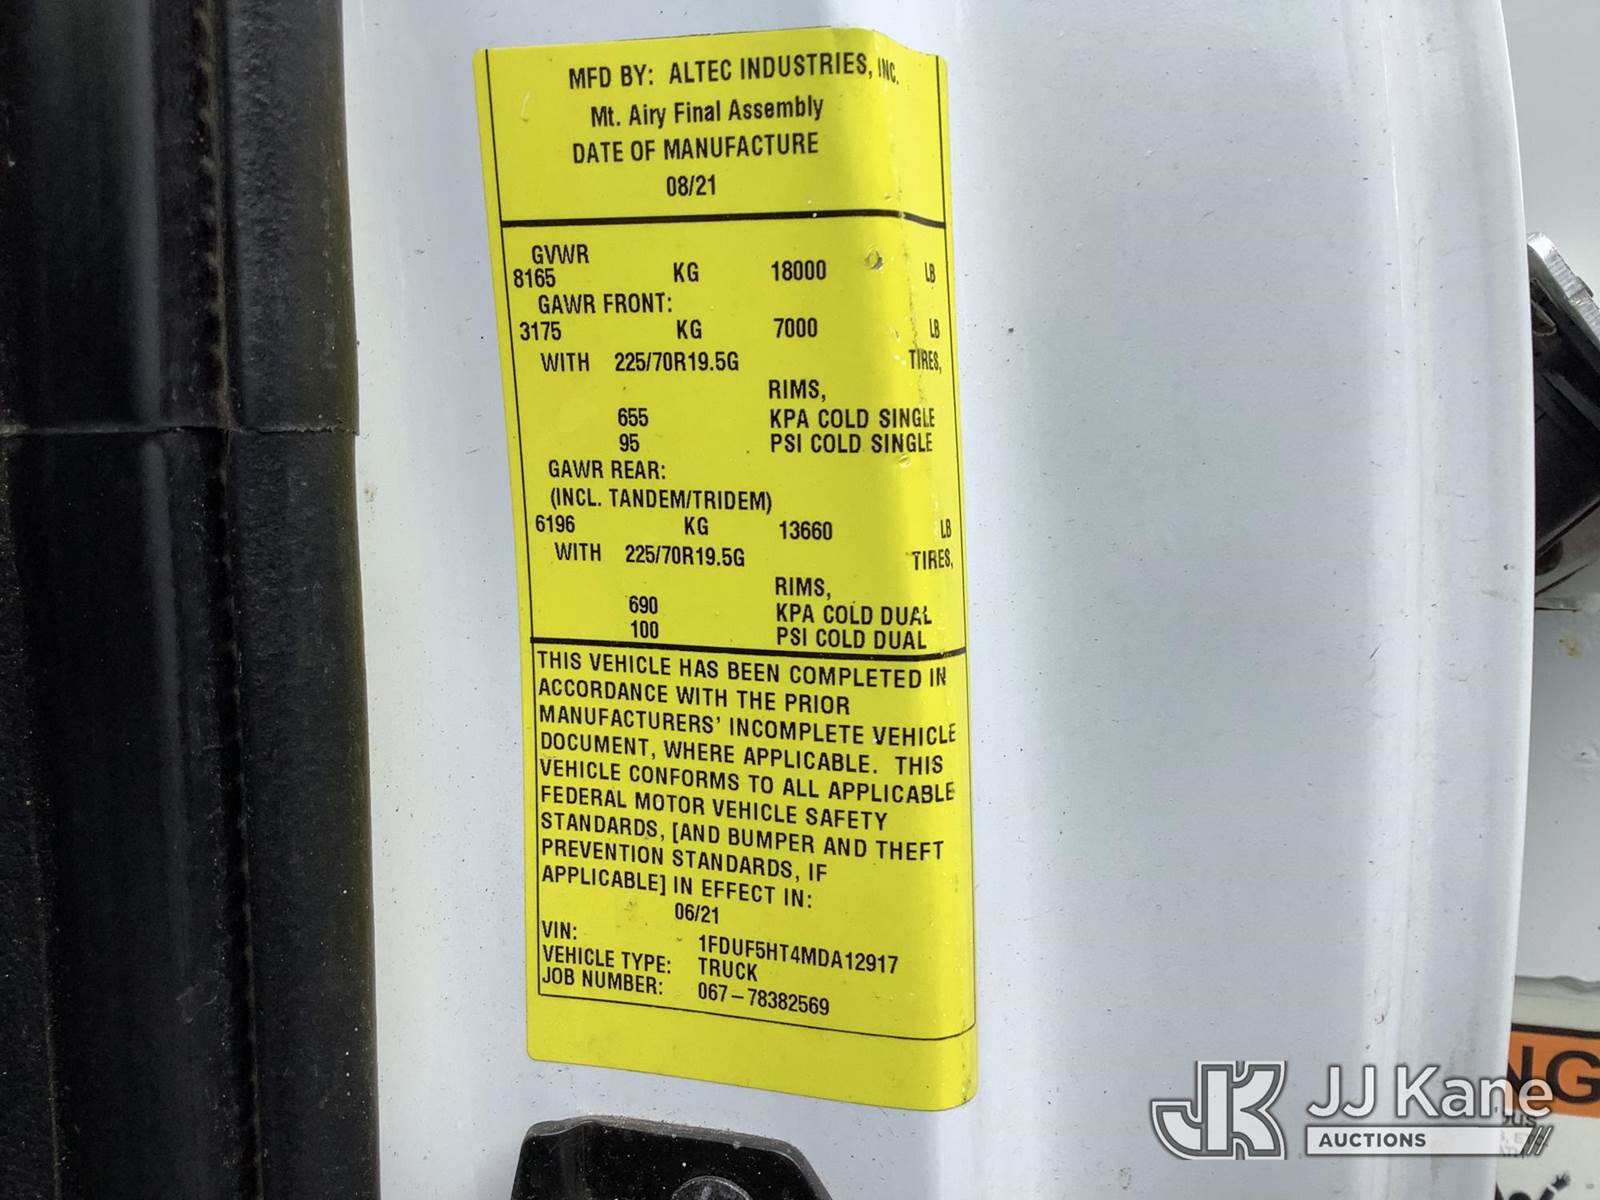 MFD BY: ALTEC INDUSTRIES, INC.
Mt. Airy Final Assembly
DATE OF MANUFACTURE
08/21
GVWR
8165 KG 18000 LB
GAWR FRONT:
3175 KG 7000 LB
WITH 225/70R19.5G TIRES,
RIMS,
655 KPA COLD SINGLE
95 PSI COLD SINGLE
GAWR REAR:
(INCL. TANDEM/TRIDEM)
6196 KG 13660 LB
WITH 225/70R19.5G TIRES,
RIMS,
690 KPA COLD DUAL
100 PSI COLD DUAL
THIS VEHICLE HAS BEEN COMPLETED IN
ACCORDANCE WITH THE PRIOR
MANUFACTURERS' INCOMPLETE VEHICLE
DOCUMENT, WHERE APPLICABLE. THIS
VEHICLE CONFORMS TO ALL APPLICABLE
FEDERAL MOTOR VEHICLE SAFETY
STANDARDS, [AND BUMPER AND THEFT
PREVENTION STANDARDS, IF
APPLICABLE] IN EFFECT IN:
06/21
VIN: 1FDUF5HT4MDA12917
VEHICLE TYPE: TRUCK
JOB NUMBER: 067-78382569
NG
JK JJ Kane
AUCTIONS